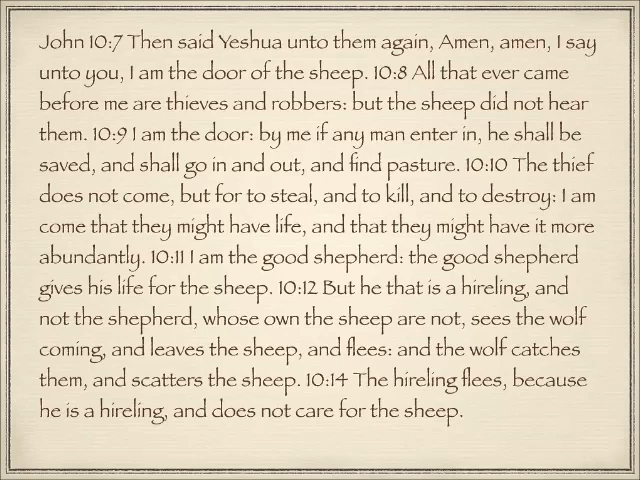 John 10:7 Then said Yeshua unto them again, Amen, amen, I say
unto you, I am the door of the sheep. 10:8 All that ever came
before me are thieves and robbers: but the sheep did not hear
them. 10:9 I am the door: by me if any man enter in, he shall be
saved, and shall go in and out, and find pasture. 10:10 The thief
does not come, but for to steal, and to kill, and to destroy: I am
come that they might have life, and that they might have it more
abundantly. 10:11 I am the good shepherd: the good shepherd
gives his life for the sheep. 10:12 But he that is a hireling, and
not the shepherd, whose own the sheep are not, sees the wolf
coming, and leaves the sheep, and flees: and the wolf catches
them, and scatters the sheep. 10:14 The hireling flees, because
he is a hireling, and does not care for the sheep.